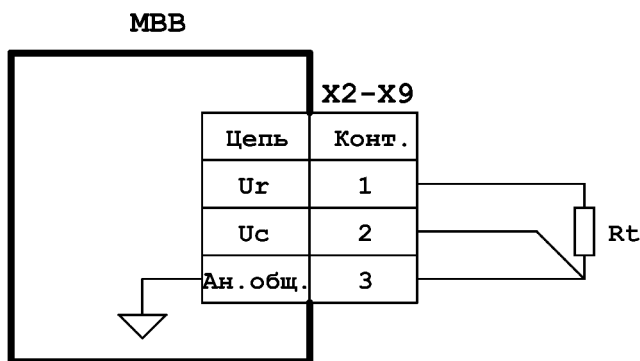 МВВ
X2-X9
Цепь Конт.
Ur 1
Uc 2
Ан.общ. 3
Rt